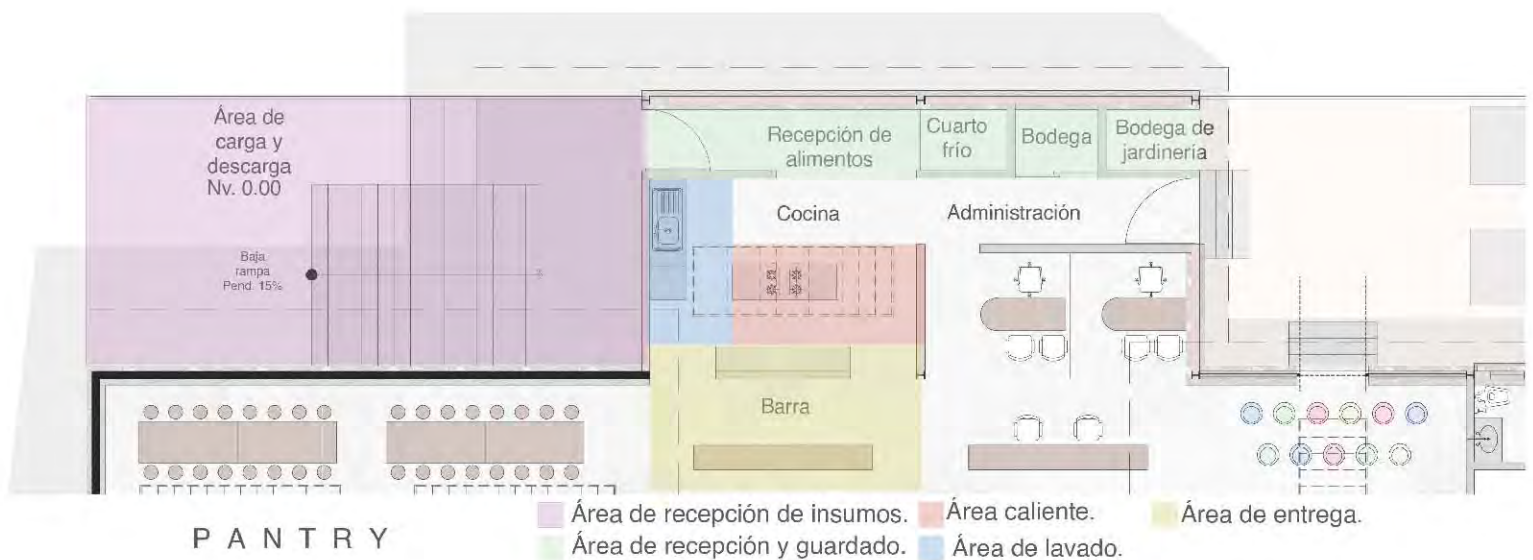 Área de
carga y
descarga
Nv. 0.00
Recepción de
alimentos
Cuarto
frío
Bodega
Bodega de
jardinería
Cocina
Administración
Baja
rampa
Pend. 15%
Barra
PANTRY
Área de recepción de insumos.
Área caliente.
Área de entrega.
Área de recepción y guardado.
Área de lavado.